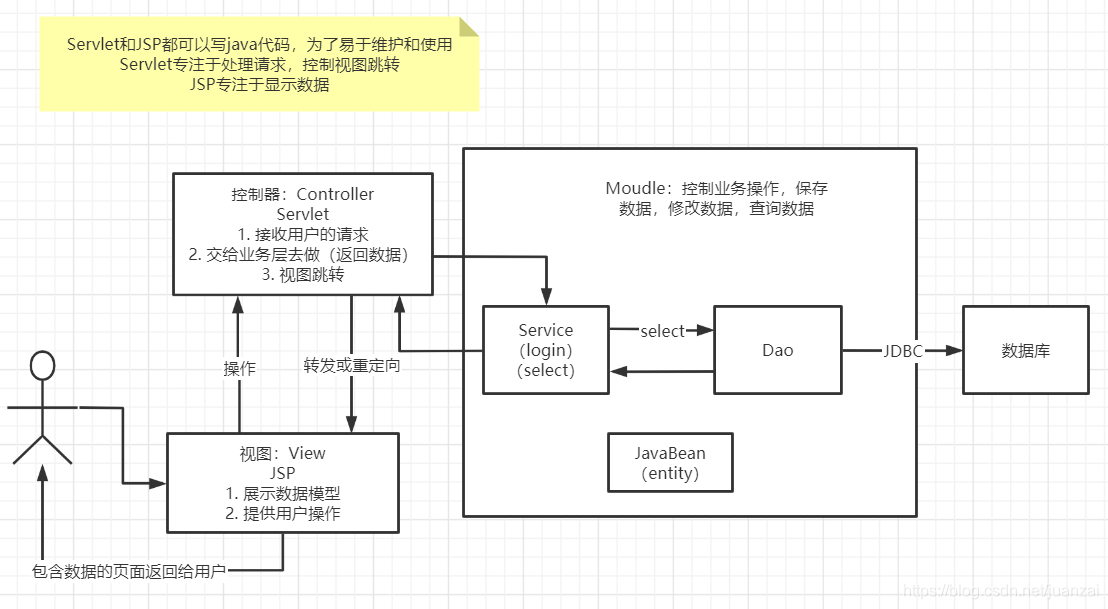 Servlet和JSP都可以写java代码，为了易于维护和使用
Servlet专注于处理请求，控制视图跳转
JSP专注于显示数据
控制器：Controller
Servlet
1. 接收用户的请求
2. 交给业务层去做（返回数据）
3. 视图跳转
Moudle：控制业务操作，保存
数据，修改数据，查询数据
Service
（login）
（select）
select
Dao
JDBC
数据库
操作
转发或重定向
JavaBean
（entity）
视图：View
JSP
1. 展示数据模型
2. 提供用户操作
包含数据的页面返回给用户
https://blog.csdn.net/juanzai